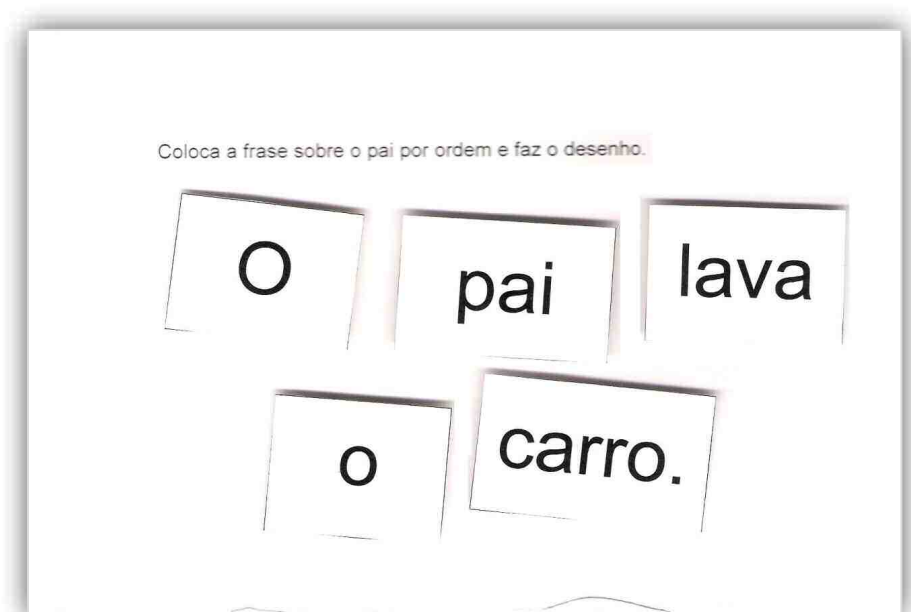 Coloca a frase sobre o pai por ordem e faz o desenho.
O pai lava
o carro.